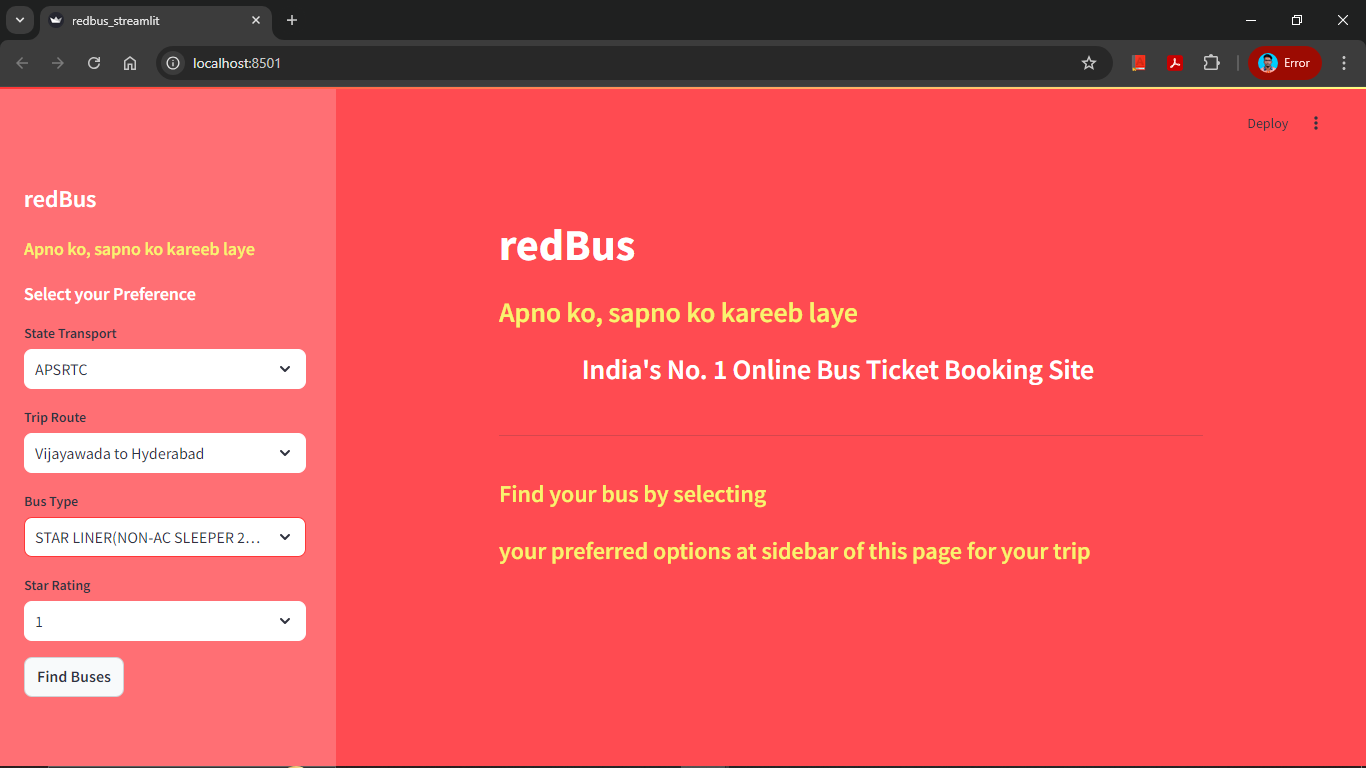 redbus_streamlit
localhost:8501
Error
Deploy
redBus
Apno ko, sapno ko kareeb laye
Select your Preference
State Transport
APSRTC
Trip Route
Vijayawada to Hyderabad
Bus Type
STAR LINER(NON-AC SLEEPER 2...
Star Rating
1
Find Buses
redBus
Apno ko, sapno ko kareeb laye
India's No. 1 Online Bus Ticket Booking Site
Find your bus by selecting
your preferred options at sidebar of this page for your trip